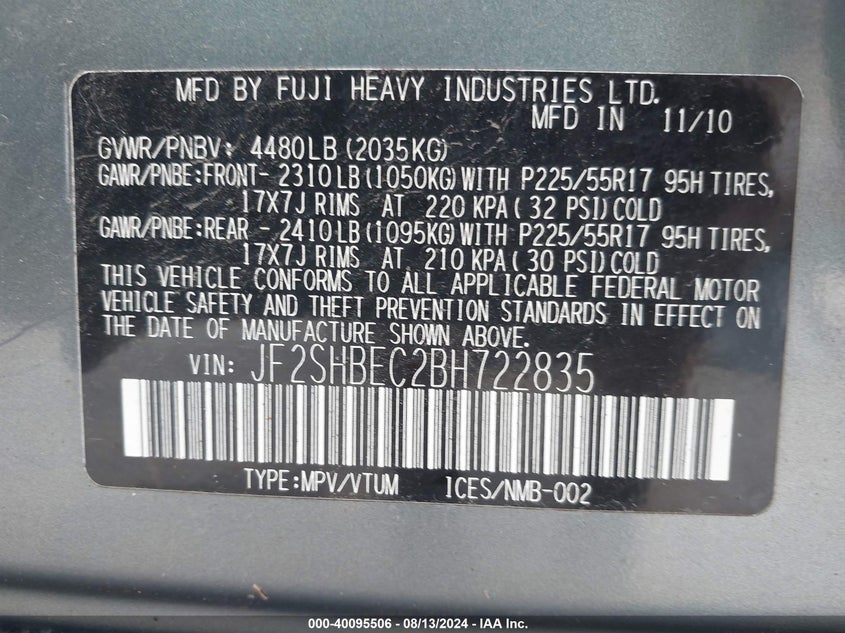 MFD BY FUJI HEAVY INDUSTRIES LTD.
MFD IN 11/10
GVWR/PNBV: 4480LB(2035KG)
GAWR/PNBE:FRONT- 2310LB(1050KG)WITH P225/55R17 95H TIRES,
17X7J RIMS AT 220 KPA( 32 PSI)COLD
GAWR/PNBE:REAR - 2410LB(1095KG)WITH P225/55R17 95H TIRES,
17X7J RIMS AT 210 KPA( 30 PSI)COLD
THIS VEHICLE CONFORMS TO ALL APPLICABLE FEDERAL MOTOR
VEHICLE SAFETY AND THEFT PREVENTION STANDARDS IN EFFECT ON
THE DATE OF MANUFACTURE SHOWN ABOVE.
VIN: JF2SHBEC2BH722835
TYPE:MPV/VTUM ICES/NMB-002
000-40095506 - 08/13/2024 - IAA Inc.